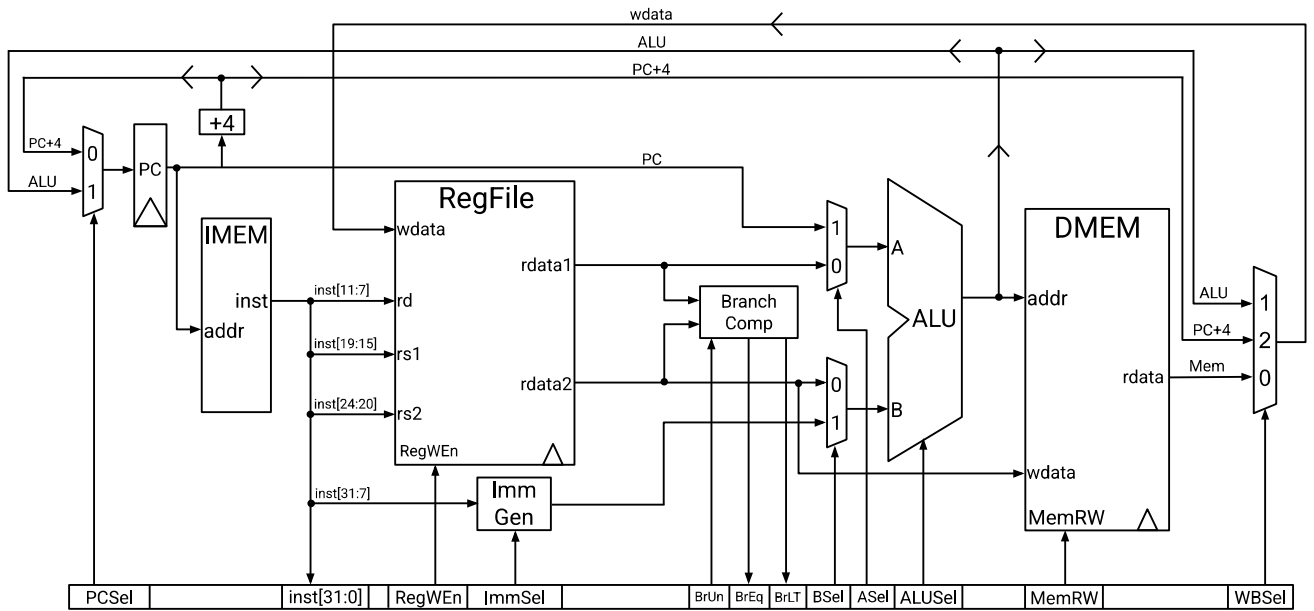 wdata
ALU
PC+4
+4
PC+4
0
ALU
1
PC
PC
IMEM
inst
addr
RegFile
wdata
rdata1
inst[11:7]
rd
inst[19:15]
rs1
rdata2
inst[24:20]
rs2
RegWEn
inst[31:7]
Imm
Gen
Branch
Comp
1
0
0
1
A
ALU
B
DMEM
addr
rdata
wdata
MemRW
ALU
1
PC+4
2
Mem
0
PCSel
inst[31:0]
RegWEn
ImmSel
BrUn
BrEq
BrLT
BSel
ASel
ALUSel
MemRW
WBSel